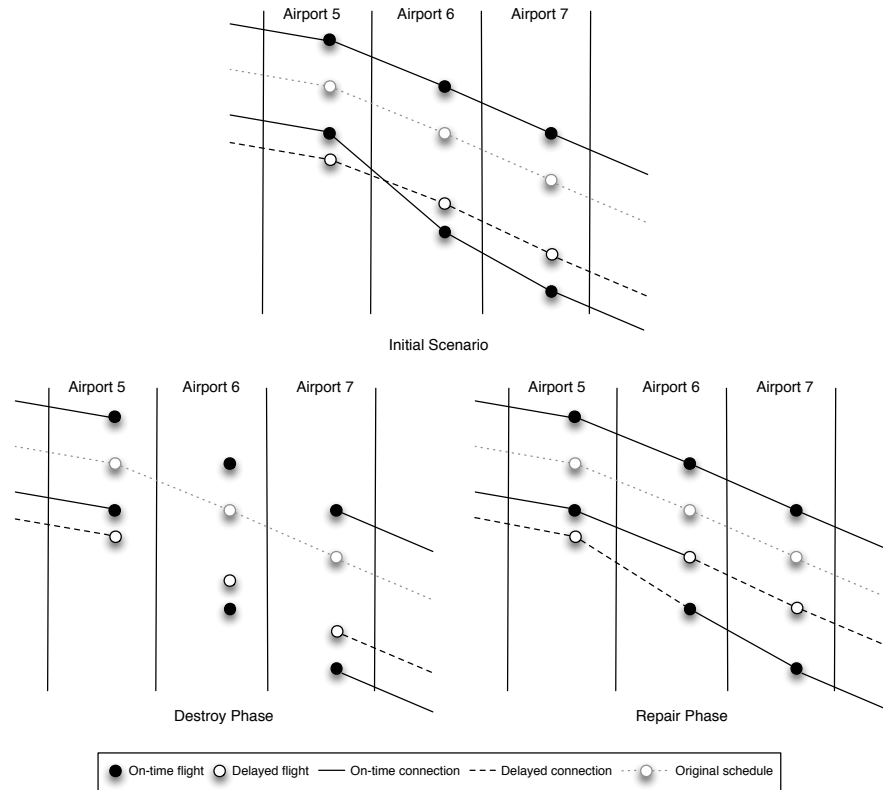 Airport 5 Airport 6 Airport 7
Initial Scenario
Airport 5 Airport 6 Airport 7
Destroy Phase
Airport 5 Airport 6 Airport 7
Repair Phase
On-time flight Delayed flight On-time connection Delayed connection Original schedule